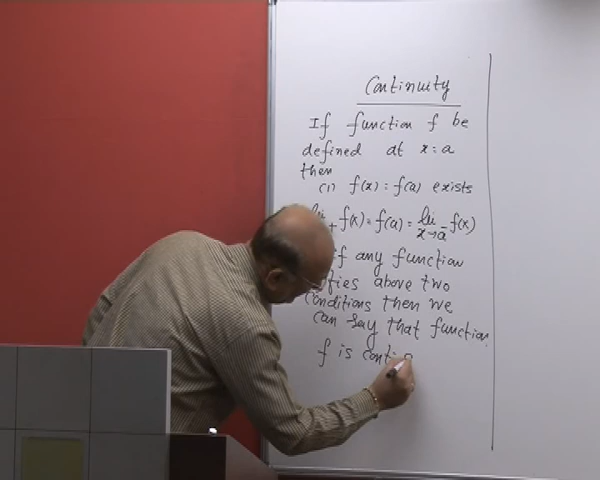 Continuity
If function f be
defined at x = a
then
(1) f(x) = f(a) exists
f(x) = f(a) = lim x→a⁻ f(x)
if any function
above two
conditions then we
can say that function
f is conti